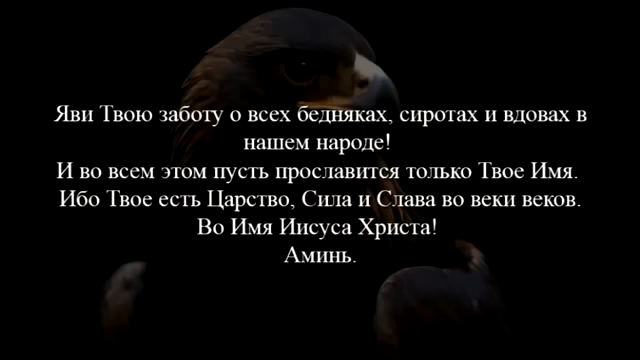 Яви Твою заботу о всех бедняках, сиротах и вдовах в
нашем народе!
И во всем этом пусть прославится только Твое Имя.
Ибо Твое есть Царство, Сила и Слава во веки веков.
Во Имя Иисуса Христа!
Аминь.